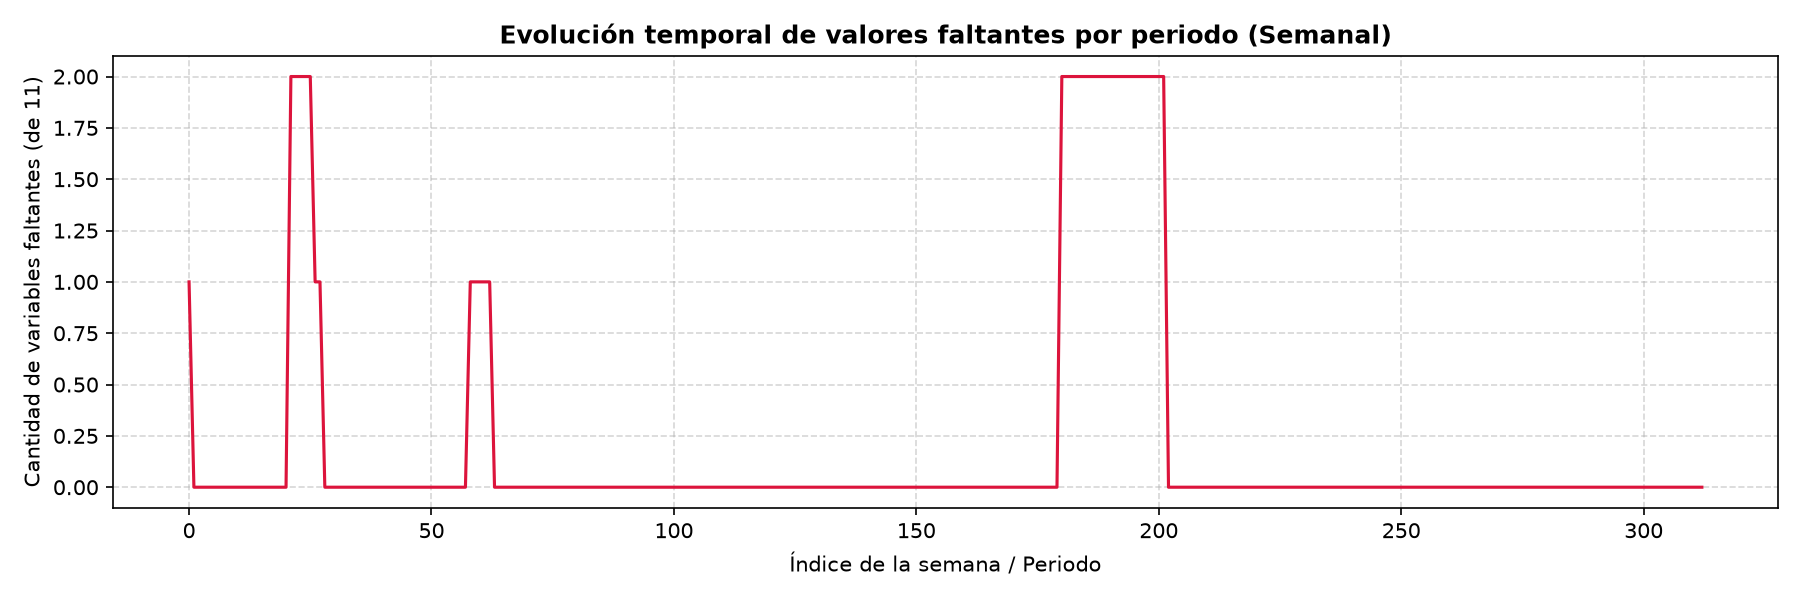 Evolución temporal de valores faltantes por periodo (Semanal)
Cantidad de variables faltantes (de 11)
2.00
1.75
1.50
1.25
1.00
0.75
0.50
0.25
0.00
0 50 100 150 200 250 300
Índice de la semana / Periodo